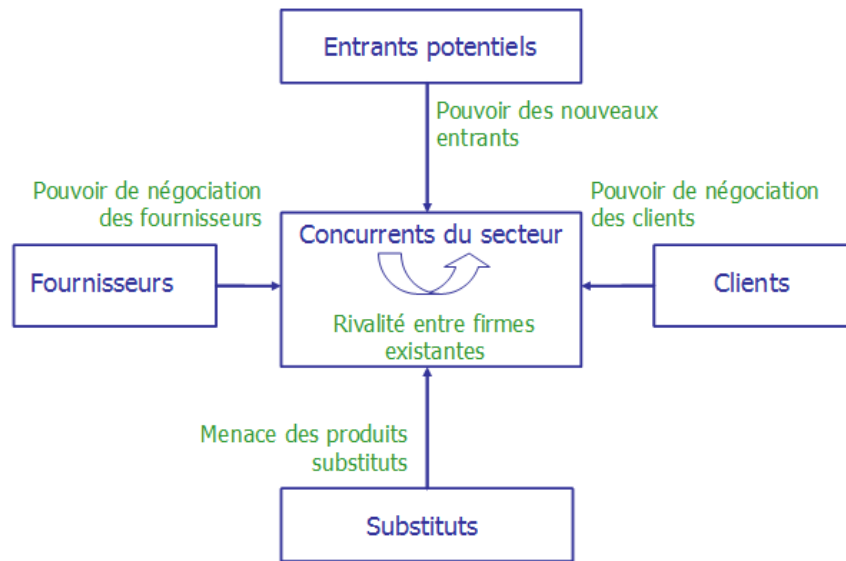 Entrants potentiels
Pouvoir des nouveaux
entrants
Pouvoir de négociation
des fournisseurs
Pouvoir de négociation
des clients
Concurrents du secteur
Fournisseurs
Clients
Rivalité entre firmes
existantes
Menace des produits
substituts
Substituts